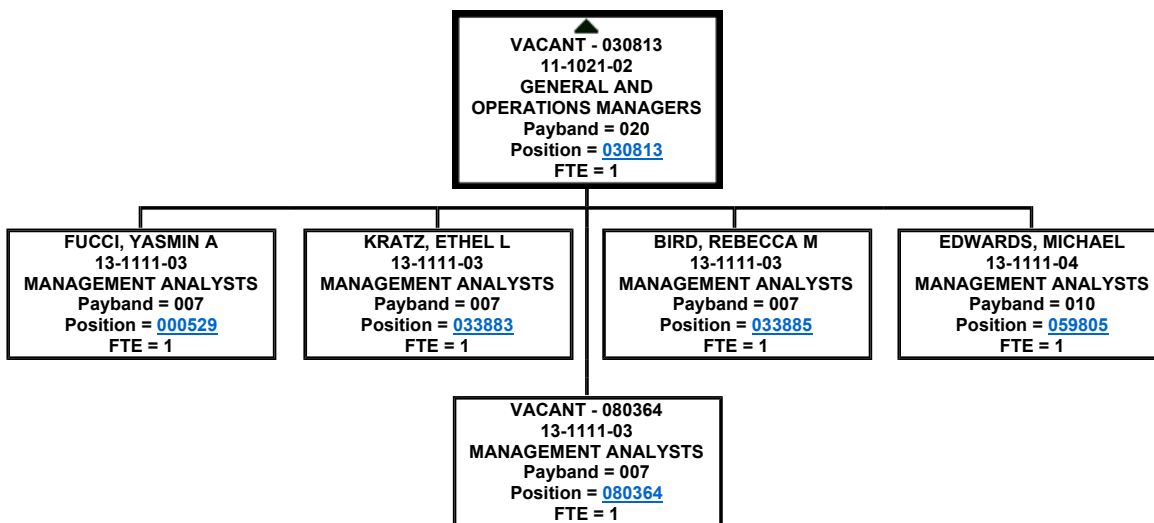 VACANT - 030813
11-1021-02
GENERAL AND
OPERATIONS MANAGERS
Payband = 020
Position = 030813
FTE = 1
FUCCI, YASMIN A
13-1111-03
MANAGEMENT ANALYSTS
Payband = 007
Position = 000529
FTE = 1
KRATZ, ETHEL L
13-1111-03
MANAGEMENT ANALYSTS
Payband = 007
Position = 033883
FTE = 1
BIRD, REBECCA M
13-1111-03
MANAGEMENT ANALYSTS
Payband = 007
Position = 033885
FTE = 1
EDWARDS, MICHAEL
13-1111-04
MANAGEMENT ANALYSTS
Payband = 010
Position = 059805
FTE = 1
VACANT - 080364
13-1111-03
MANAGEMENT ANALYSTS
Payband = 007
Position = 080364
FTE = 1